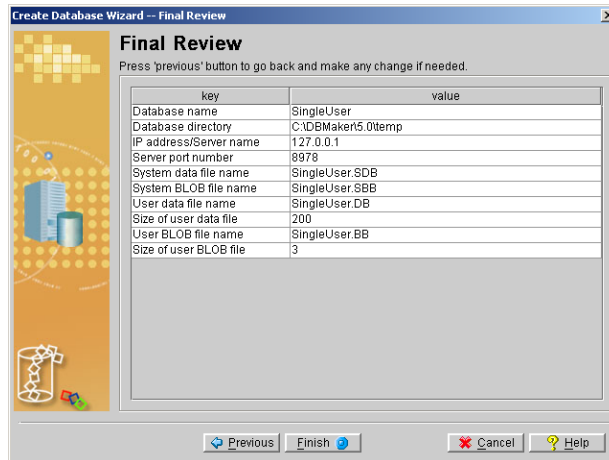 Create Database Wizard -- Final Review
Final Review
Press 'previous' button to go back and make any change if needed.
key value
Database name SingleUser
Database directory C:\DBMaker\5.0\temp
IP address/Server name 127.0.0.1
Server port number 8978
System data file name SingleUser.SDB
System BLOB file name SingleUser.SBB
User data file name SingleUser.DB
Size of user data file 200
User BLOB file name SingleUser.BB
Size of user BLOB file 3
Previous Finish Cancel Help